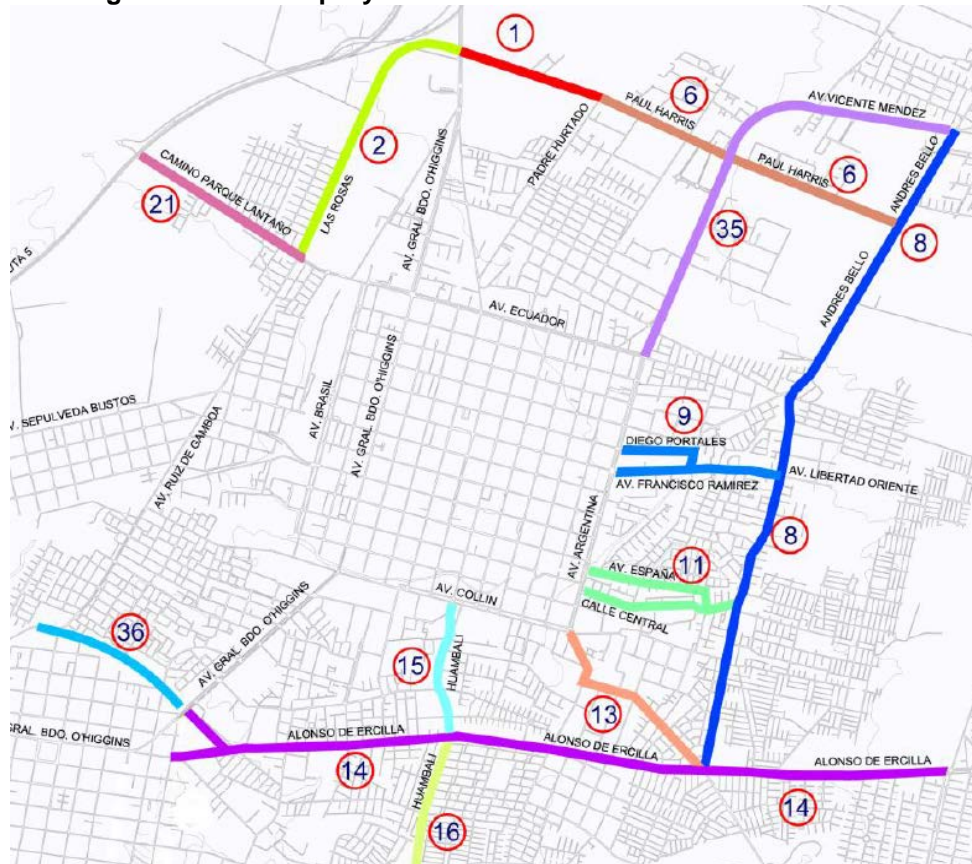 1
6
AV. VICENTE MENDEZ
PAUL HARRIS
2
PADRE HURTADO
AV. GRAL. BDO. O'HIGGINS
PAUL HARRIS
6
ANDRES BELLO
CAMINO PARQUE LANTAÑO
21
LAS ROSAS
35
8
UTA 5
ANDRES BELLO
AV. ECUADOR
AV. BRASIL
AV. GRAL. BDO. O'HIGGINS
V. SEPULVEDA BUSTOS
AV. RUIZ DE GAMBOA
9
DIEGO PORTALES
AV. FRANCISCO RAMIREZ
AV. LIBERTAD ORIENTE
8
AV. ARGENTINA
AV. ESPAÑA
11
CALLE CENTRAL
AV. COLLIN
36
AV. GRAL. BDO. O'HIGGINS
15
HUAMBALI
13
GRAL. BDO. O'HIGGINS
ALONSO DE ERCILLA
ALONSO DE ERCILLA
ALONSO DE ERCILLA
14
14
HUAMBALI
16